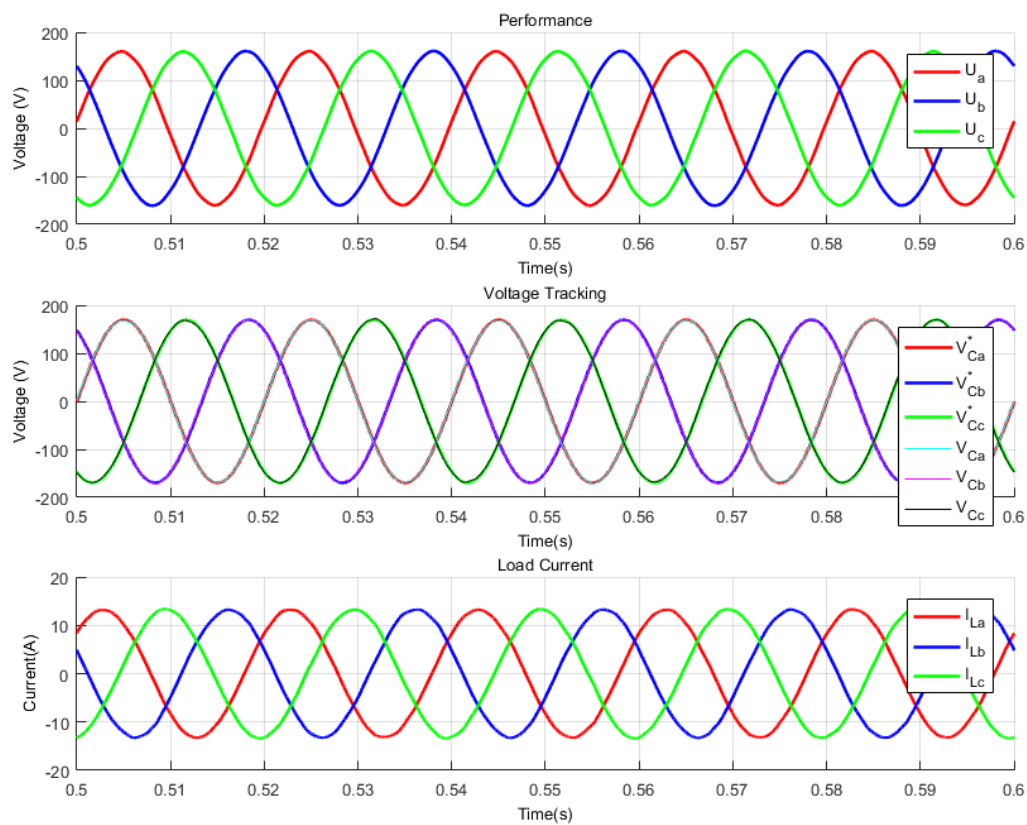 Performance
200
100
0
-100
-200
Voltage (V)
U_a
U_b
U_c
0.5 0.51 0.52 0.53 0.54 0.55 0.56 0.57 0.58 0.59 0.6
Time(s)
Voltage Tracking
200
100
0
-100
-200
Voltage (V)
V*_Ca
V*_Cb
V*_Cc
V_Ca
V_Cb
V_Cc
0.5 0.51 0.52 0.53 0.54 0.55 0.56 0.57 0.58 0.59 0.6
Time(s)
Load Current
20
10
0
-10
-20
Current(A)
I_La
I_Lb
I_Lc
0.5 0.51 0.52 0.53 0.54 0.55 0.56 0.57 0.58 0.59 0.6
Time(s)